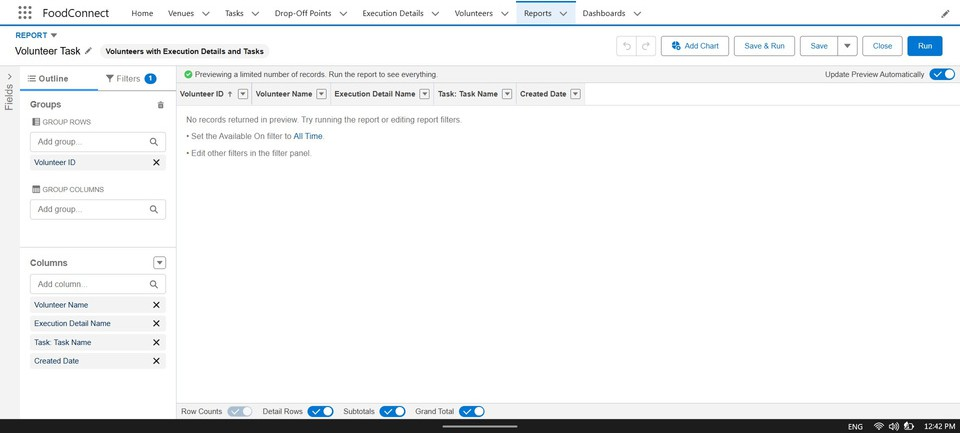 FoodConnect Home Venues Tasks Drop-Off Points Execution Details Volunteers Reports Dashboards
REPORT
Volunteer Task Volunteers with Execution Details and Tasks
Add Chart Save & Run Save Close Run
Fields
Outline Filters 1
Previewing a limited number of records. Run the report to see everything. Update Preview Automatically
Groups
GROUP ROWS
Add group...
Volunteer ID
GROUP COLUMNS
Add group...
Columns
Add column...
Volunteer Name
Execution Detail Name
Task: Task Name
Created Date
Volunteer ID Volunteer Name Execution Detail Name Task: Task Name Created Date
No records returned in preview. Try running the report or editing report filters.
• Set the Available On filter to All Time.
• Edit other filters in the filter panel.
Row Counts Detail Rows Subtotals Grand Total
ENG 12:42 PM